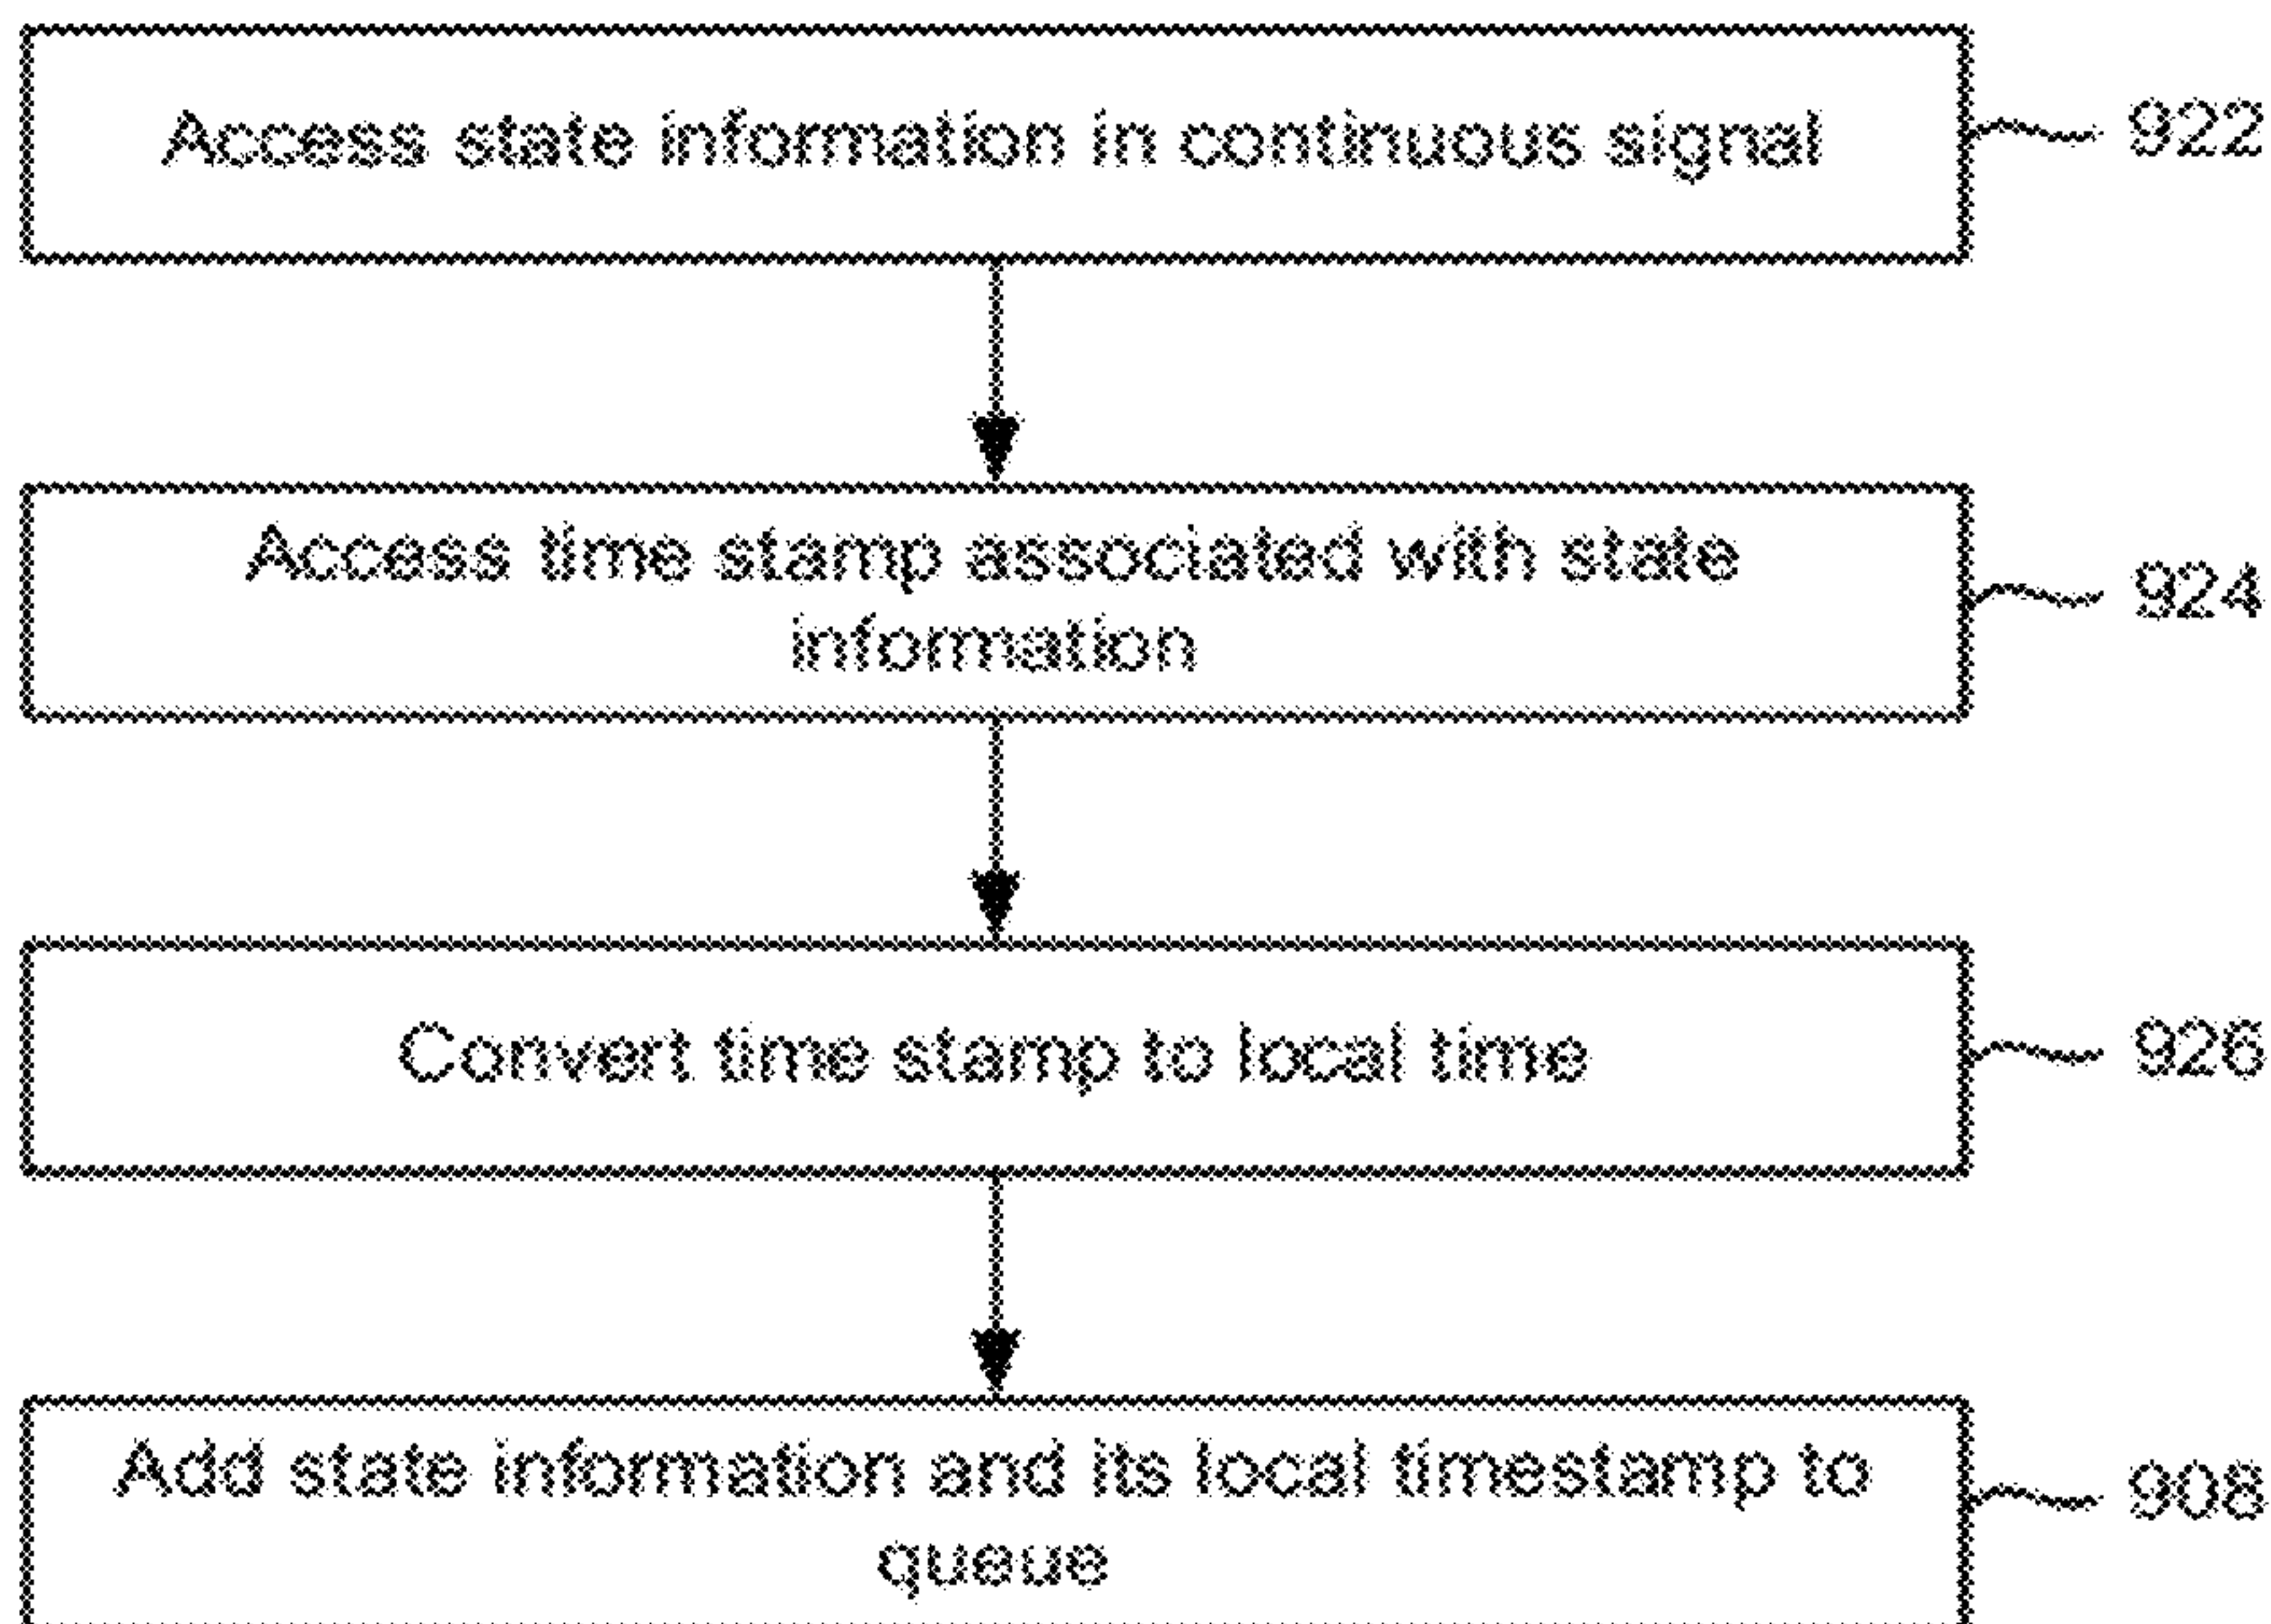 Access state information in continuous signal
922
Access time stamp associated with state
information
924
Convert time stamp to local time
926
Add state information and its local timestamp to
queue
908